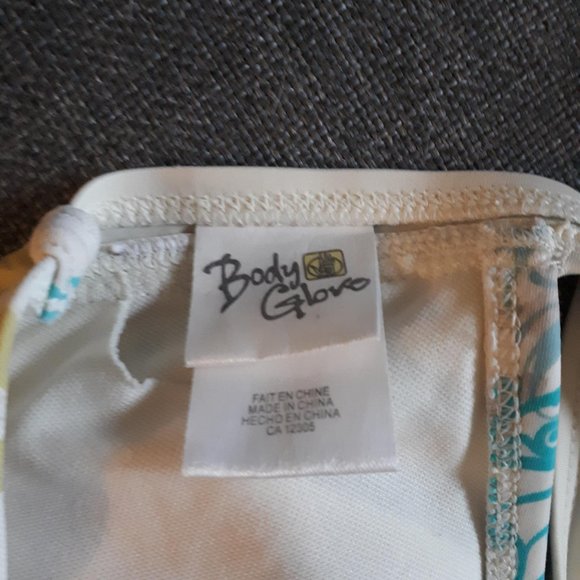 Body
Glove
FAIT EN CHINE
MADE IN CHINA
HECHO EN CHINA
CA 12305